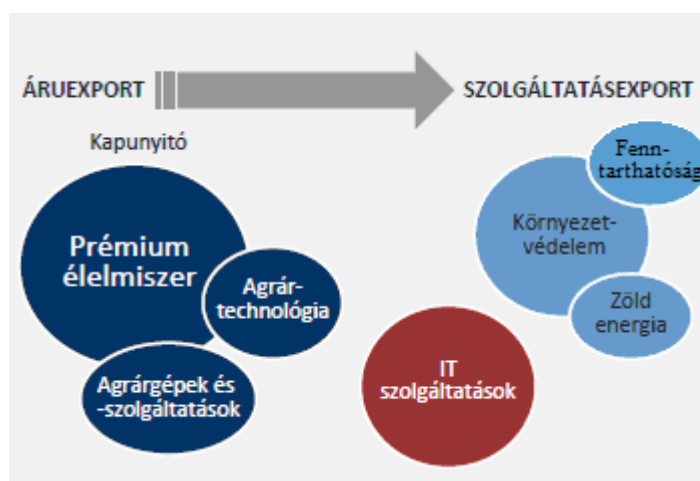 ÁRUEXPORT
SZOLGÁLTATÁSEXPORT
Kapunyitó
Prémium
élelmiszer
Agrár-
technológia
Agrárgépek és
-szolgáltatások
IT
szolgáltatások
Fenn-
tarthatóság
Környezet-
védelem
Zöld
energia